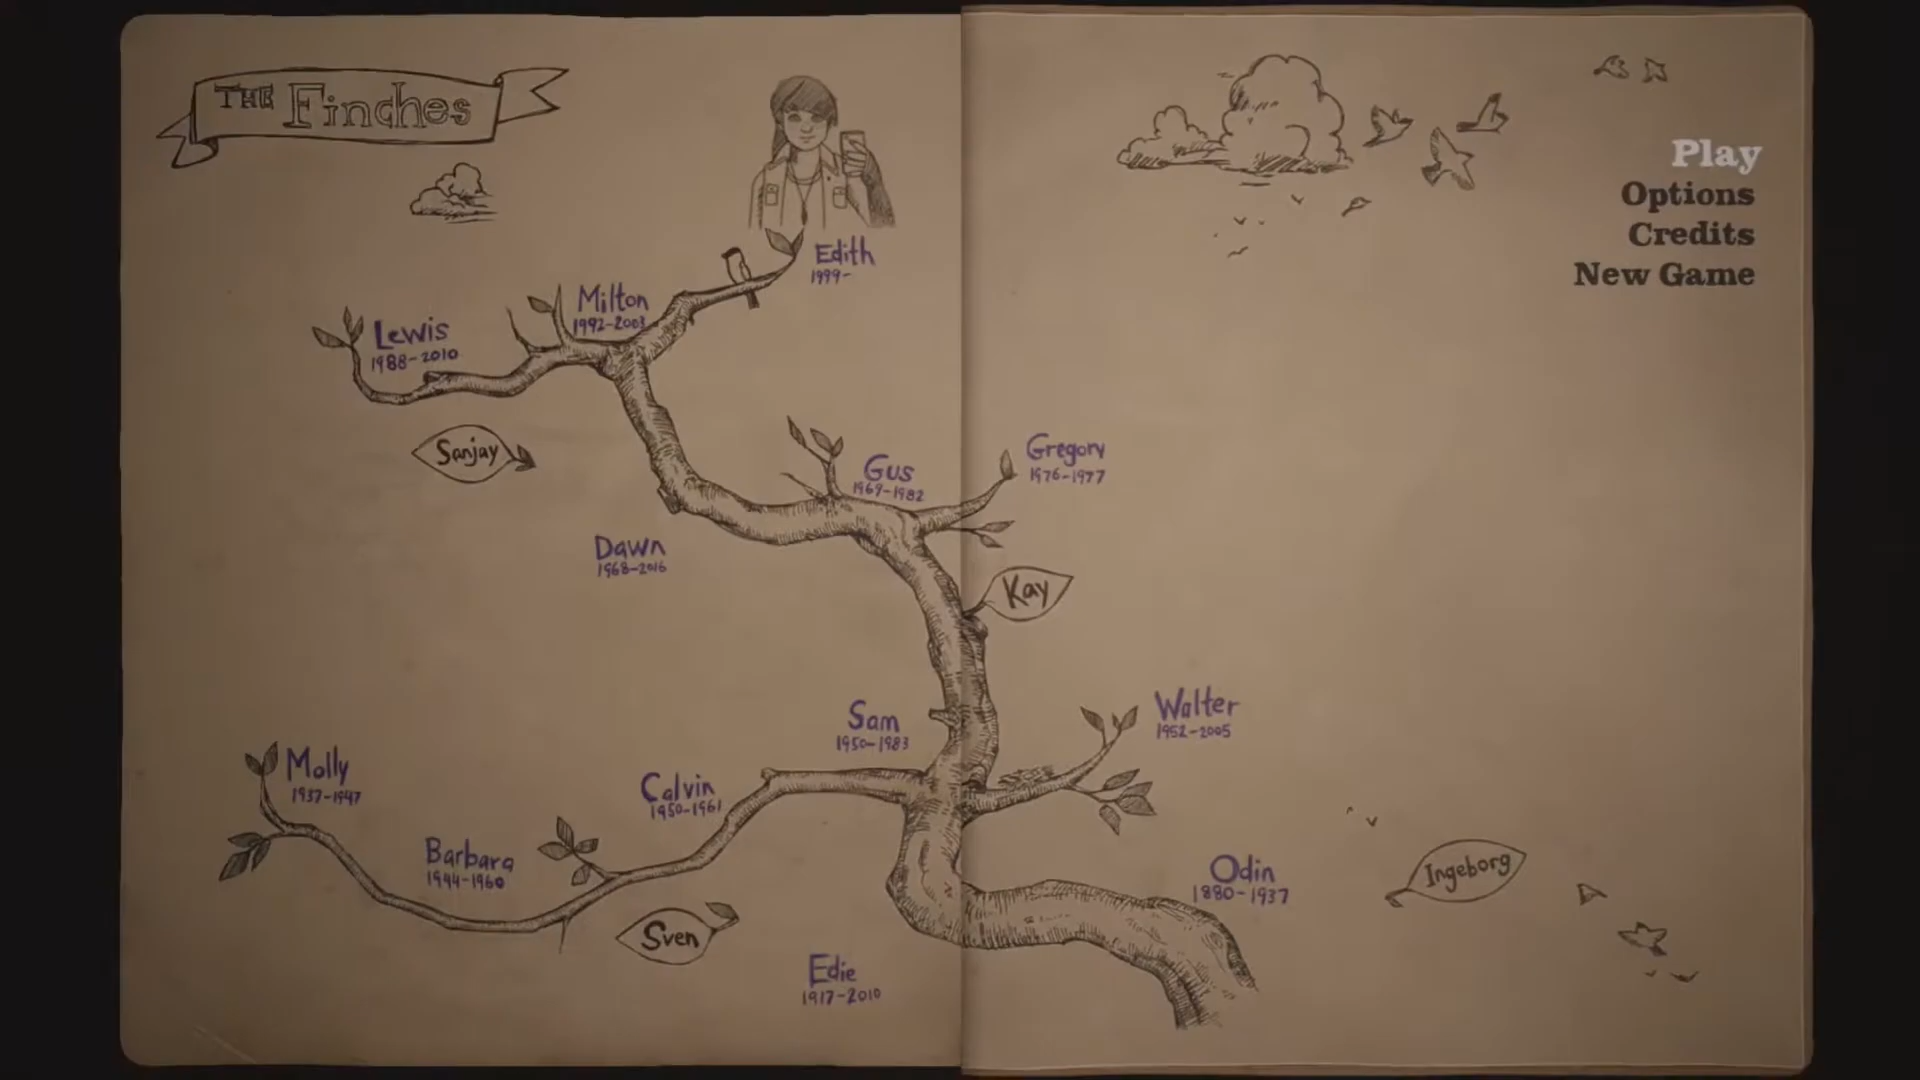 THE Finches
Play
Options
Credits
New Game
Edith
1999-
Milton
1992-2003
Lewis
1988-2010
Sanjay
Gregory
1976-1977
Gus
1969-1982
Dawn
1968-2016
Kay
Walter
1952-2005
Sam
1950-1983
Molly
1937-1947
Calvin
1950-1961
Barbara
1944-1960
Odin
1880-1937
Ingeborg
Sven
Edie
1917-2010